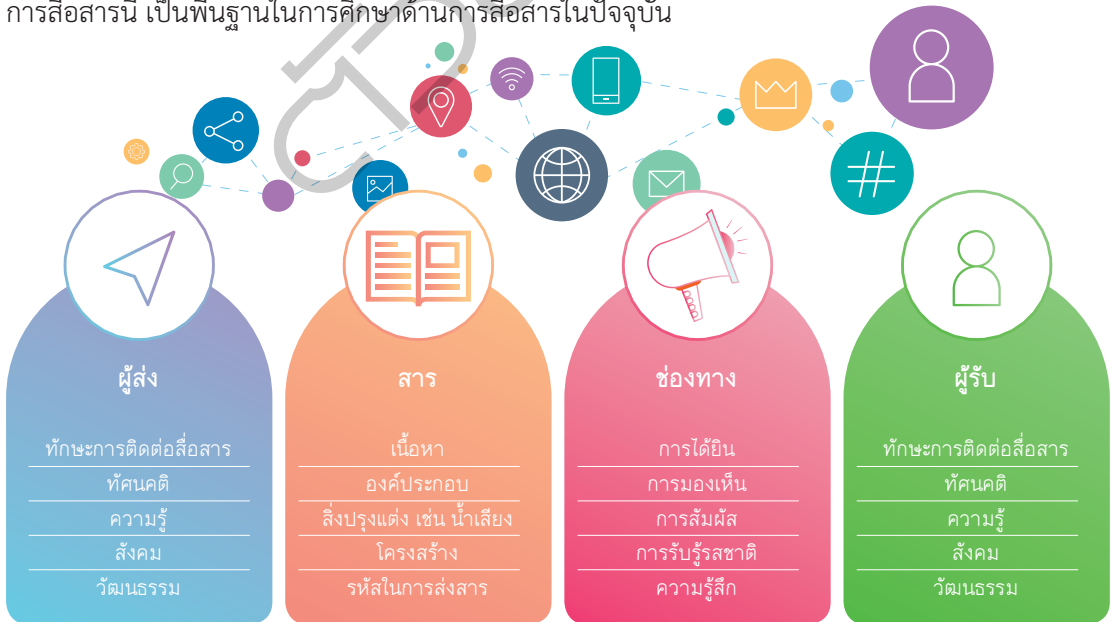 การสื่อสารนี้ เป็นพื้นฐานในการศึกษาด้านการสื่อสารในปัจจุบัน
ผู้ส่ง
ทักษะการติดต่อสื่อสาร
ทัศนคติ
ความรู้
สังคม
วัฒนธรรม
สาร
เนื้อหา
องค์ประกอบ
สิ่งปรุงแต่ง เช่น น้ำเสียง
โครงสร้าง
รหัสในการส่งสาร
ช่องทาง
การได้ยิน
การมองเห็น
การสัมผัส
การรับรู้รสชาติ
ความรู้สึก
ผู้รับ
ทักษะการติดต่อสื่อสาร
ทัศนคติ
ความรู้
สังคม
วัฒนธรรม